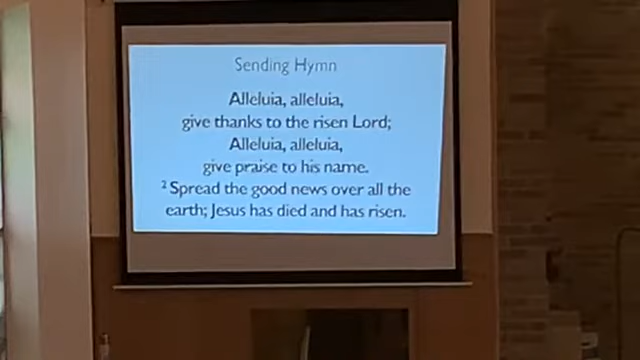 Sending Hymn
Alleluia, alleluia,
give thanks to the risen Lord;
Alleluia, alleluia,
give praise to his name.
² Spread the good news over all the
earth; Jesus has died and has risen.